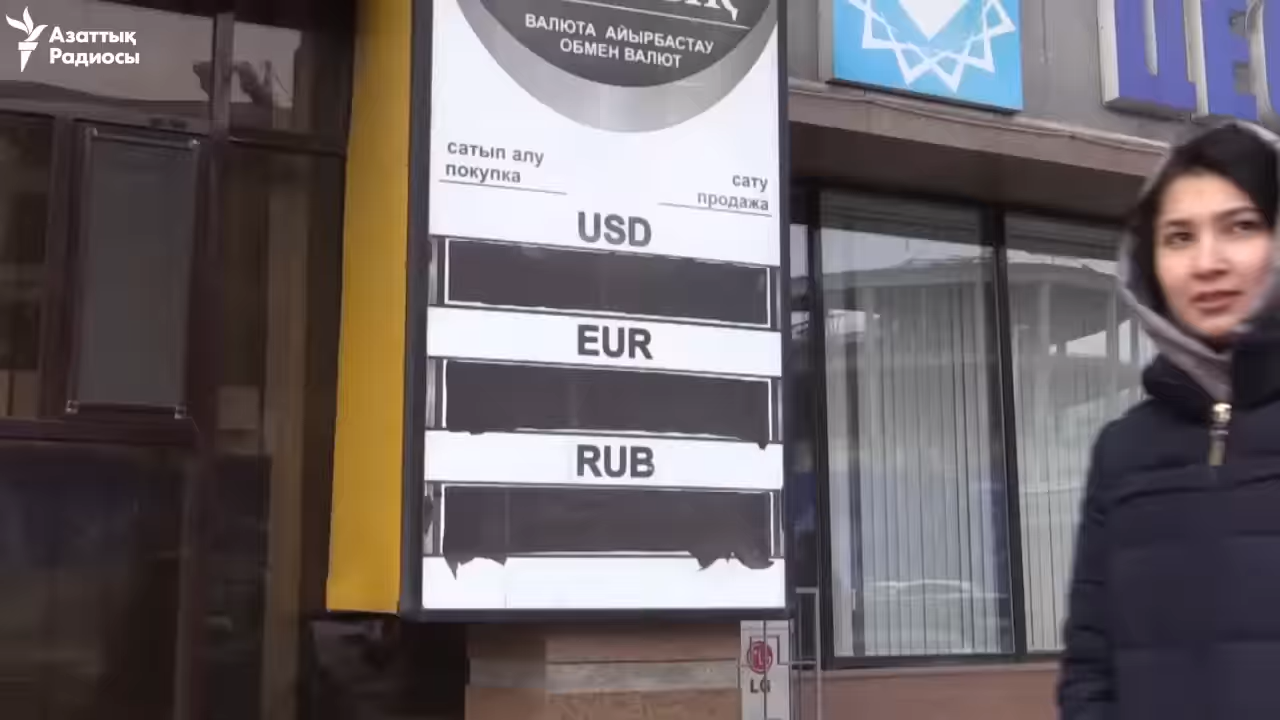 Азаттық
Радиосы
ВАЛЮТА АЙЫРБАСТАУ
ОБМЕН ВАЛЮТ
сатып алу
покупка
сату
продажа
USD
EUR
RUB
LG